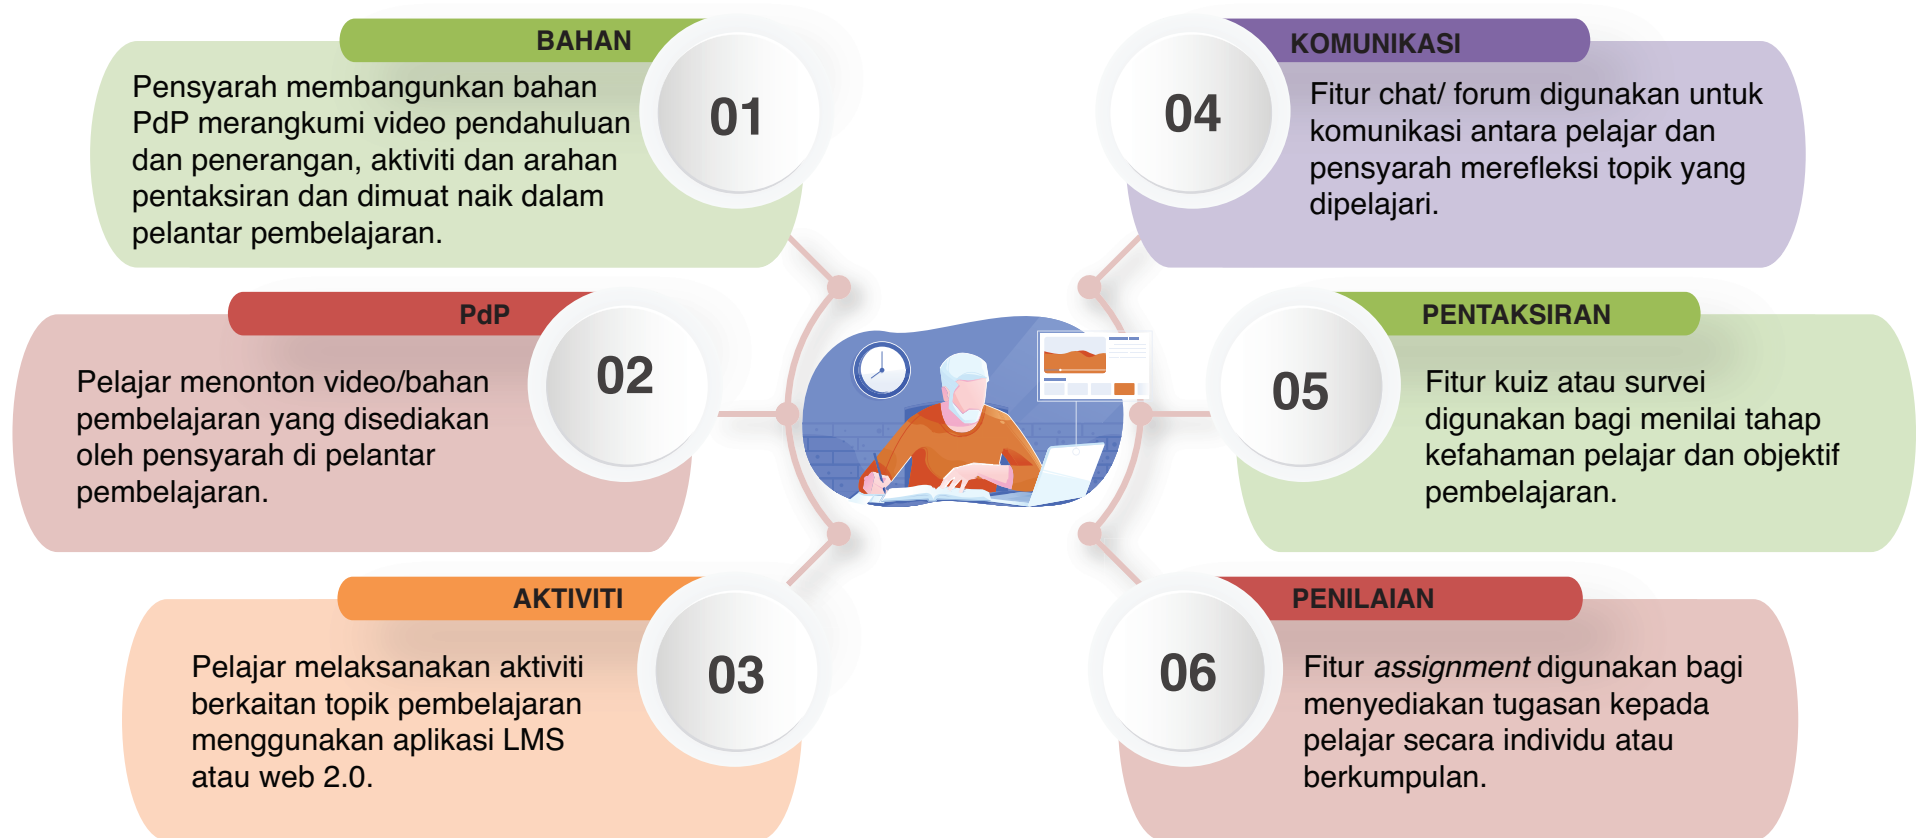 BAHAN
01
Pensyarah membangunkan bahan
PdP merangkumi video pendahuluan
dan penerangan, aktiviti dan arahan
pentaksiran dan dimuat naik dalam
pelantar pembelajaran.
PdP
02
Pelajar menonton video/bahan
pembelajaran yang disediakan
oleh pensyarah di pelantar
pembelajaran.
AKTIVITI
03
Pelajar melaksanakan aktiviti
berkaitan topik pembelajaran
menggunakan aplikasi LMS
atau web 2.0.
KOMUNIKASI
04
Fitur chat/ forum digunakan untuk
komunikasi antara pelajar dan
pensyarah merefleksi topik yang
dipelajari.
PENTAKSIRAN
05
Fitur kuiz atau survei
digunakan bagi menilai tahap
kefahaman pelajar dan objektif
pembelajaran.
PENILAIAN
06
Fitur assignment digunakan bagi
menyediakan tugasan kepada
pelajar secara individu atau
berkumpulan.